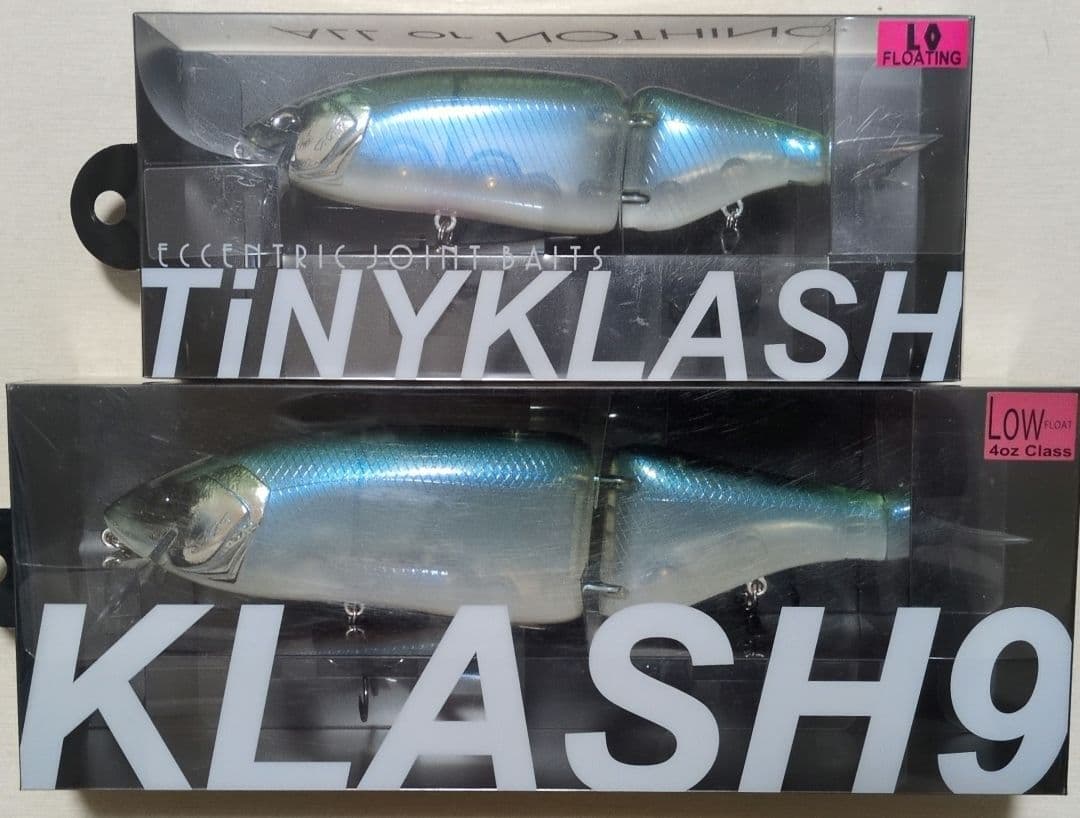 ALL or NOTHING
LO
FLOATING
ECCENTRIC JOINT BAITS
TiNYKLASH
LOW FLOAT
4oz Class
KLASH9